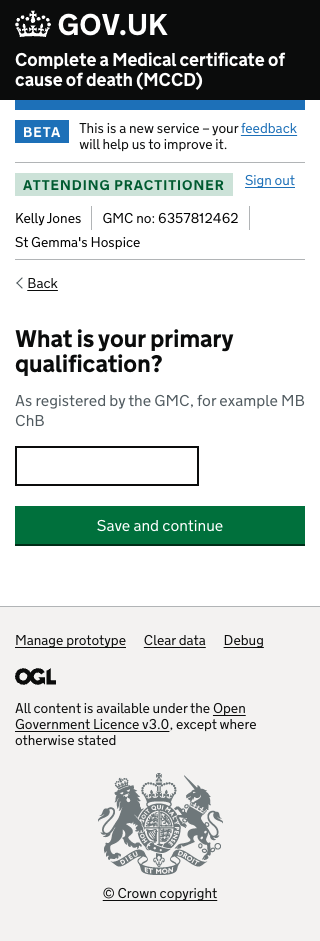 GOV.UK
Complete a Medical certificate of
cause of death (MCCD)
BETA
This is a new service – your feedback
will help us to improve it.
ATTENDING PRACTITIONER
Sign out
Kelly Jones
GMC no: 6357812462
St Gemma's Hospice
Back
What is your primary
qualification?
As registered by the GMC, for example MB
ChB
Save and continue
Manage prototype Clear data Debug
OGL
All content is available under the Open
Government Licence v3.0, except where
otherwise stated
© Crown copyright